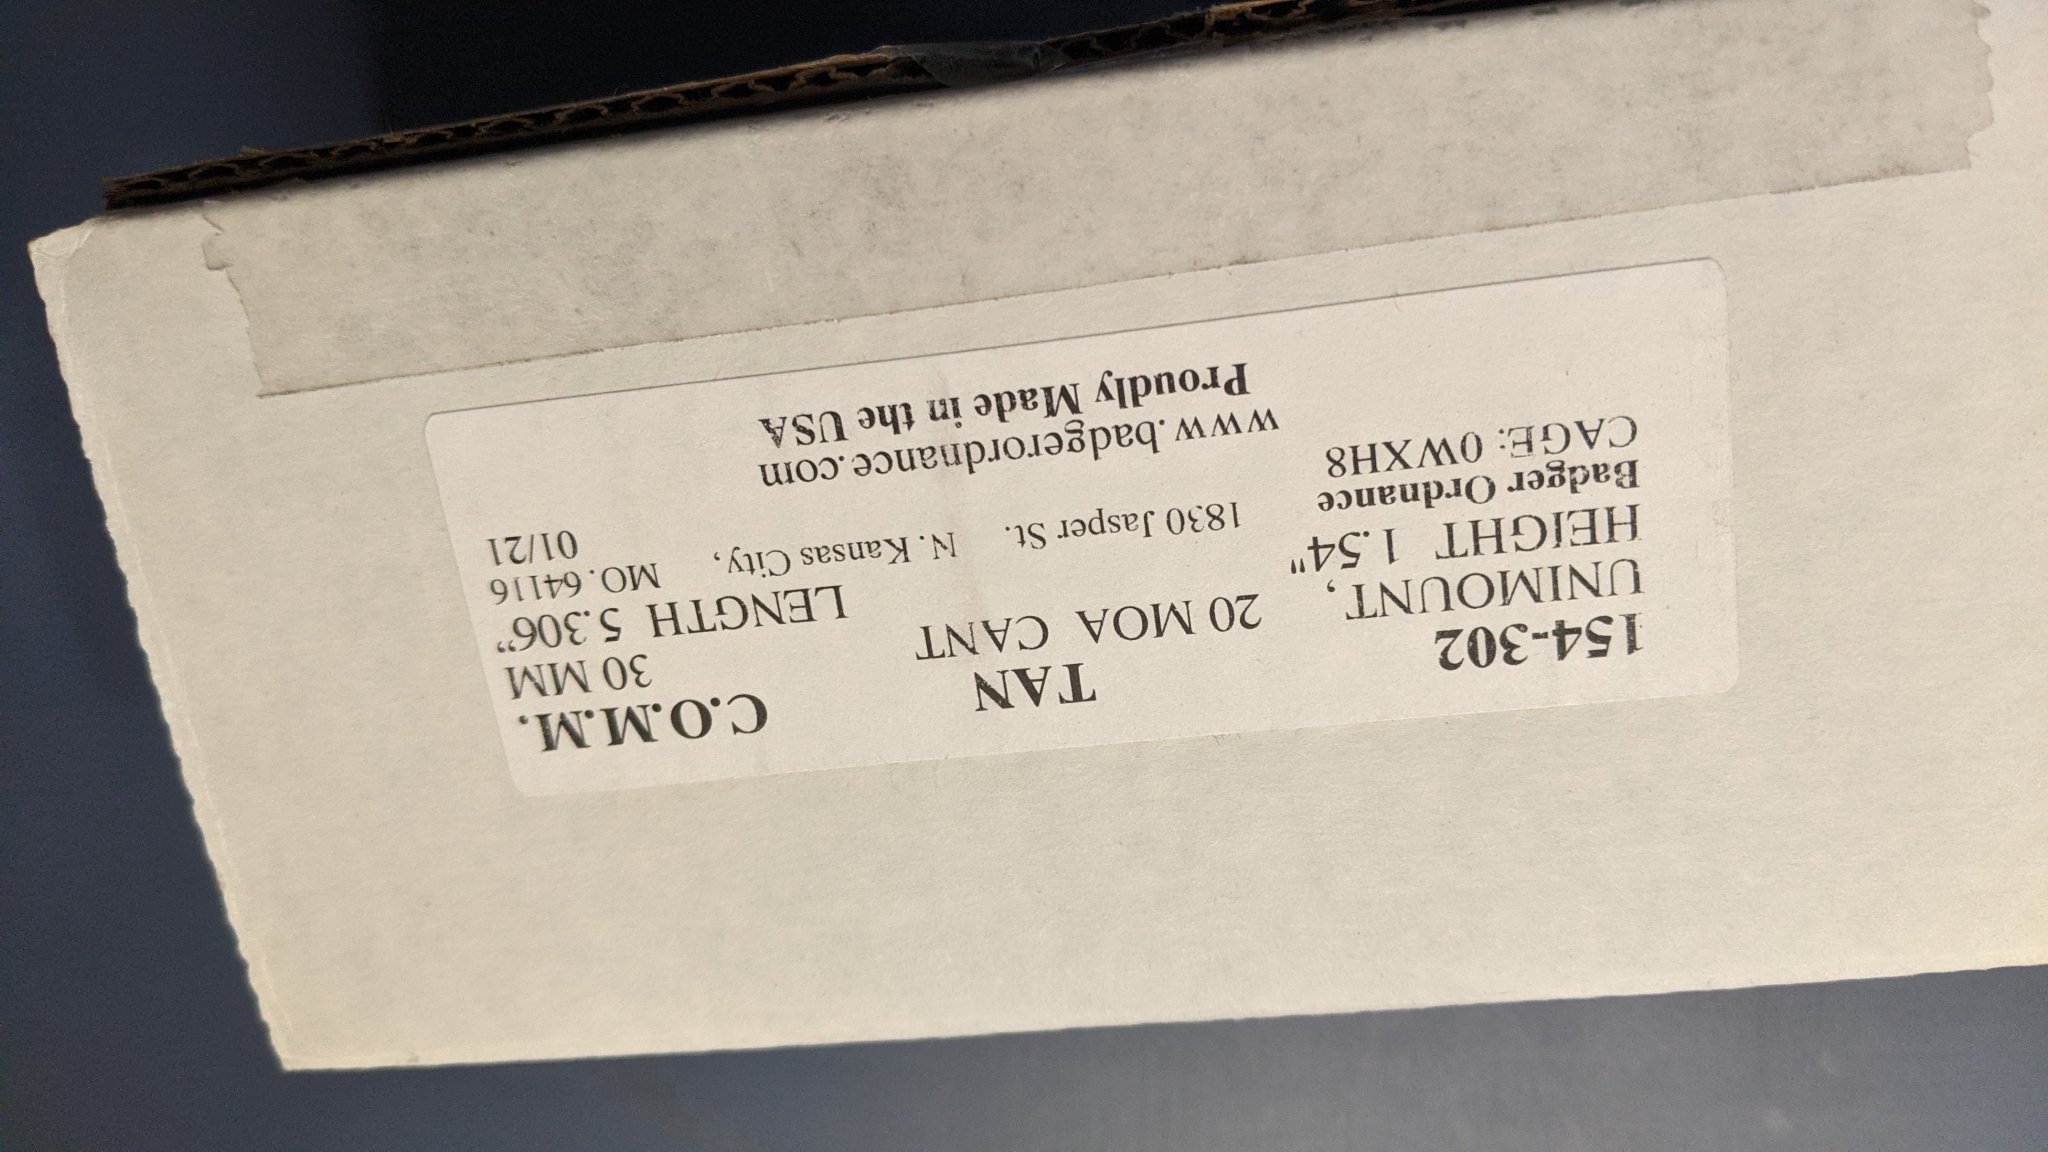 154-302 TAN C.O.M.M.
UNIMOUNT, 20 MOA CANT 30 MM
HEIGHT 1.54" LENGTH 5.306”
Badger Ordnance 1830 Jasper St. N. Kansas City, MO. 64116
CAGE: 0WXH8 01/21
www.badgerordnance.com
Proudly Made in the USA